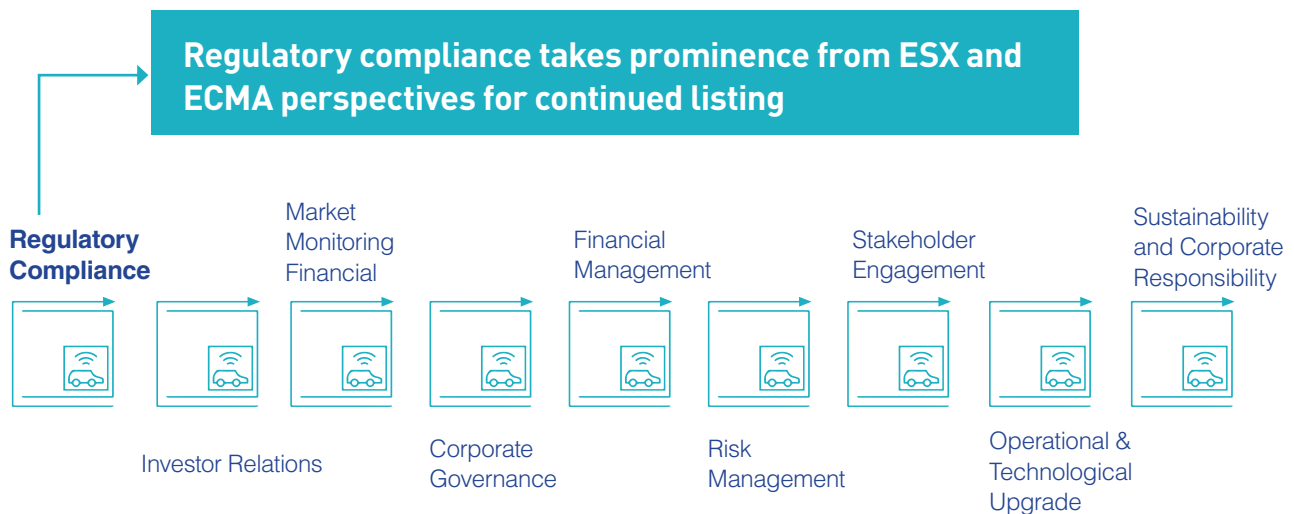 Regulatory compliance takes prominence from ESX and
ECMA perspectives for continued listing
Regulatory
Compliance
Investor Relations
Market
Monitoring
Financial
Corporate
Governance
Financial
Management
Risk
Management
Stakeholder
Engagement
Operational &
Technological
Upgrade
Sustainability
and Corporate
Responsibility